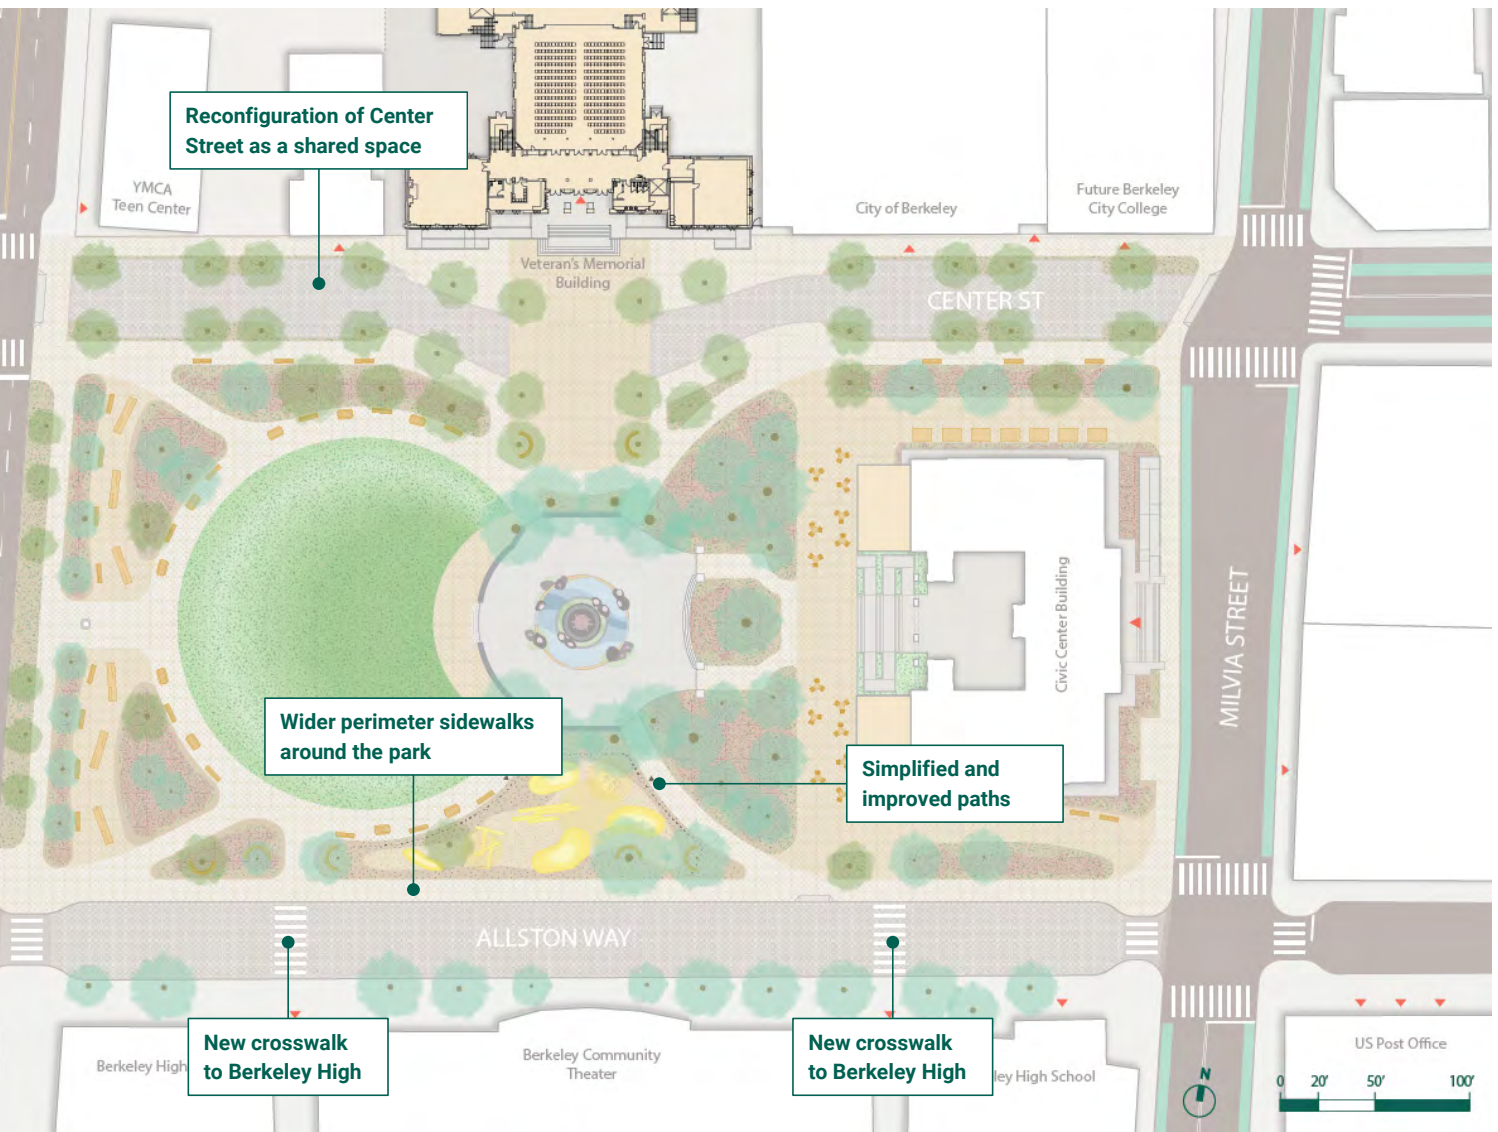 Reconfiguration of Center
Street as a shared space
YMCA
Teen Center
City of Berkeley
Future Berkeley
City College
Veteran's Memorial
Building
CENTER ST
Civic Center Building
MILVIA STREET
Wider perimeter sidewalks
around the park
Simplified and
improved paths
ALLSTON WAY
New crosswalk
to Berkeley High
New crosswalk
to Berkeley High
Berkeley High
Berkeley Community
Theater
ley High School
US Post Office
N
0 20' 50' 100'